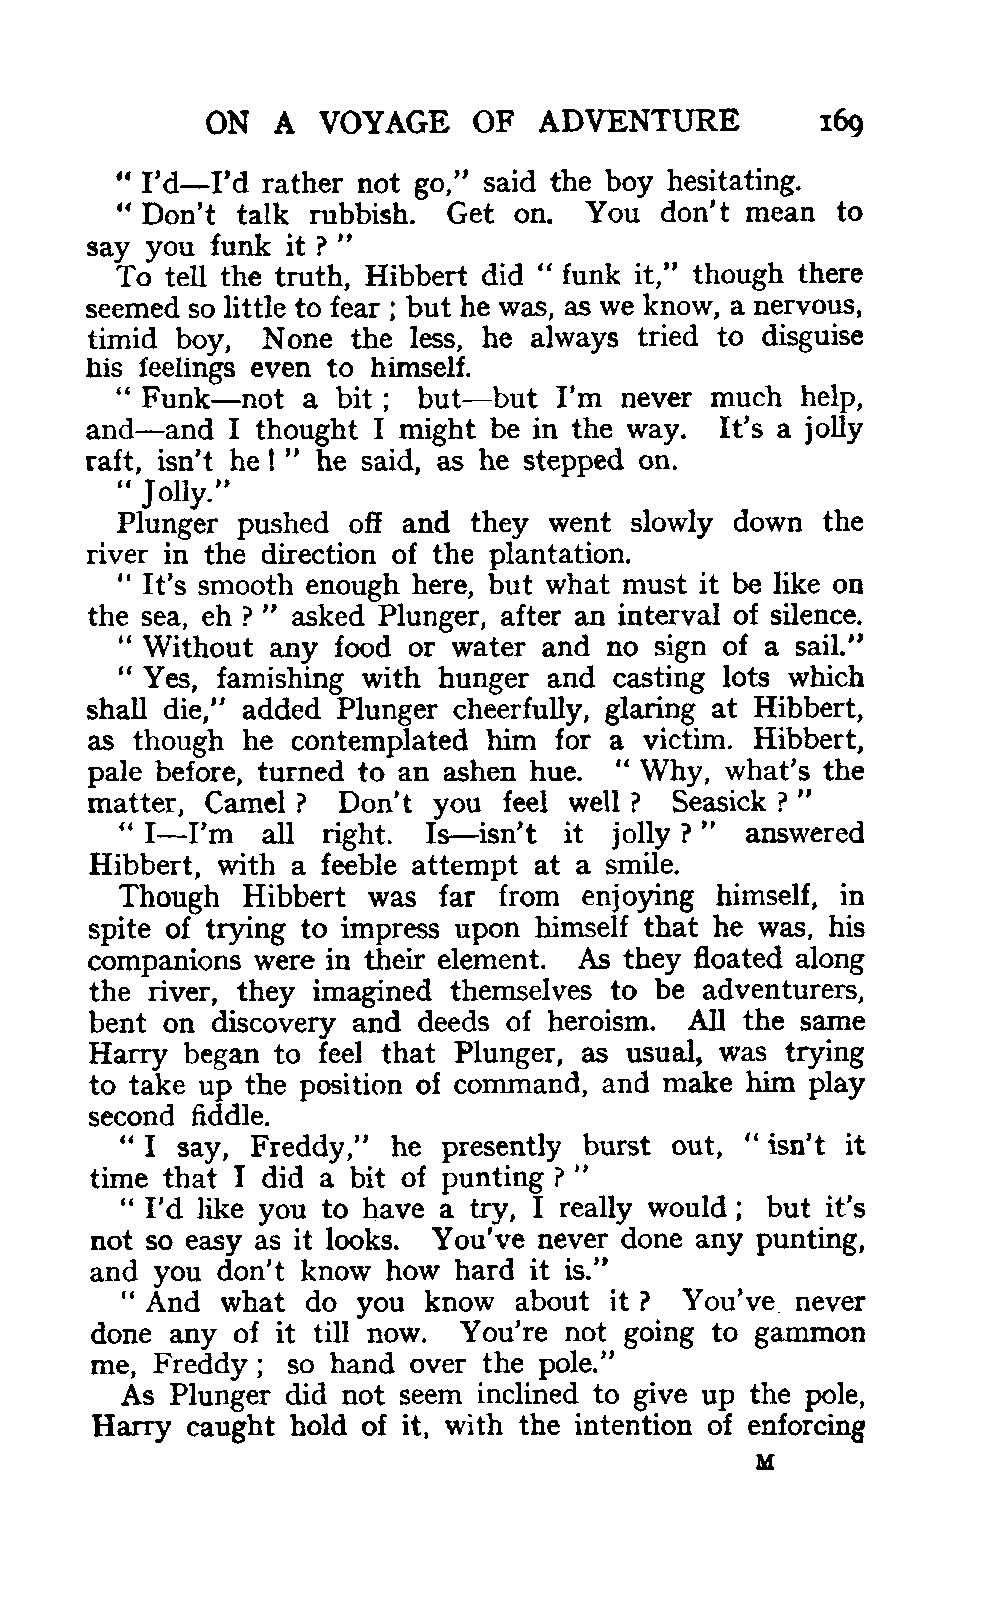 ON A VOYAGE OF ADVENTURE 169
" I'd—I'd rather not go," said the boy hesitating.
" Don't talk rubbish. Get on. You don't mean to
say you funk it ? "
To tell the truth, Hibbert did " funk it," though there
seemed so little to fear ; but he was, as we know, a nervous,
timid boy, None the less, he always tried to disguise
his feelings even to himself.
" Funk—not a bit ; but—but I'm never much help,
and—and I thought I might be in the way. It's a jolly
raft, isn't he ! " he said, as he stepped on.
" Jolly."
Plunger pushed off and they went slowly down the
river in the direction of the plantation.
" It's smooth enough here, but what must it be like on
the sea, eh ? " asked Plunger, after an interval of silence.
" Without any food or water and no sign of a sail."
" Yes, famishing with hunger and casting lots which
shall die," added Plunger cheerfully, glaring at Hibbert,
as though he contemplated him for a victim. Hibbert,
pale before, turned to an ashen hue. " Why, what's the
matter, Camel ? Don't you feel well ? Seasick ? "
" I—I'm all right. Is—isn't it jolly ? " answered
Hibbert, with a feeble attempt at a smile.
Though Hibbert was far from enjoying himself, in
spite of trying to impress upon himself that he was, his
companions were in their element. As they floated along
the river, they imagined themselves to be adventurers,
bent on discovery and deeds of heroism. All the same
Harry began to feel that Plunger, as usual, was trying
to take up the position of command, and make him play
second fiddle.
" I say, Freddy," he presently burst out, " isn't it
time that I did a bit of punting ? "
" I'd like you to have a try, I really would ; but it's
not so easy as it looks. You've never done any punting,
and you don't know how hard it is."
" And what do you know about it ? You've never
done any of it till now. You're not going to gammon
me, Freddy ; so hand over the pole."
As Plunger did not seem inclined to give up the pole,
Harry caught hold of it, with the intention of enforcing
M